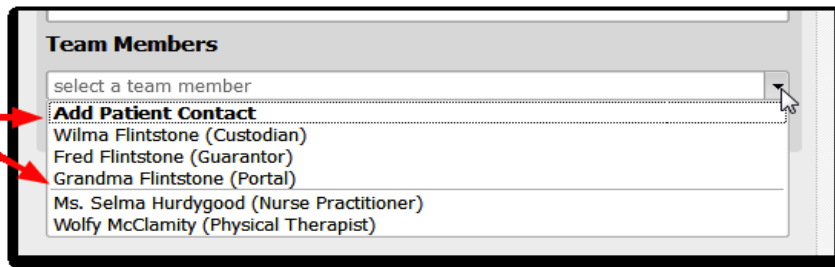 Team Members
select a team member
Add Patient Contact
Wilma Flintstone (Custodian)
Fred Flintstone (Guarantor)
Grandma Flintstone (Portal)
Ms. Selma Hurdygood (Nurse Practitioner)
Wolfy McClamity (Physical Therapist)